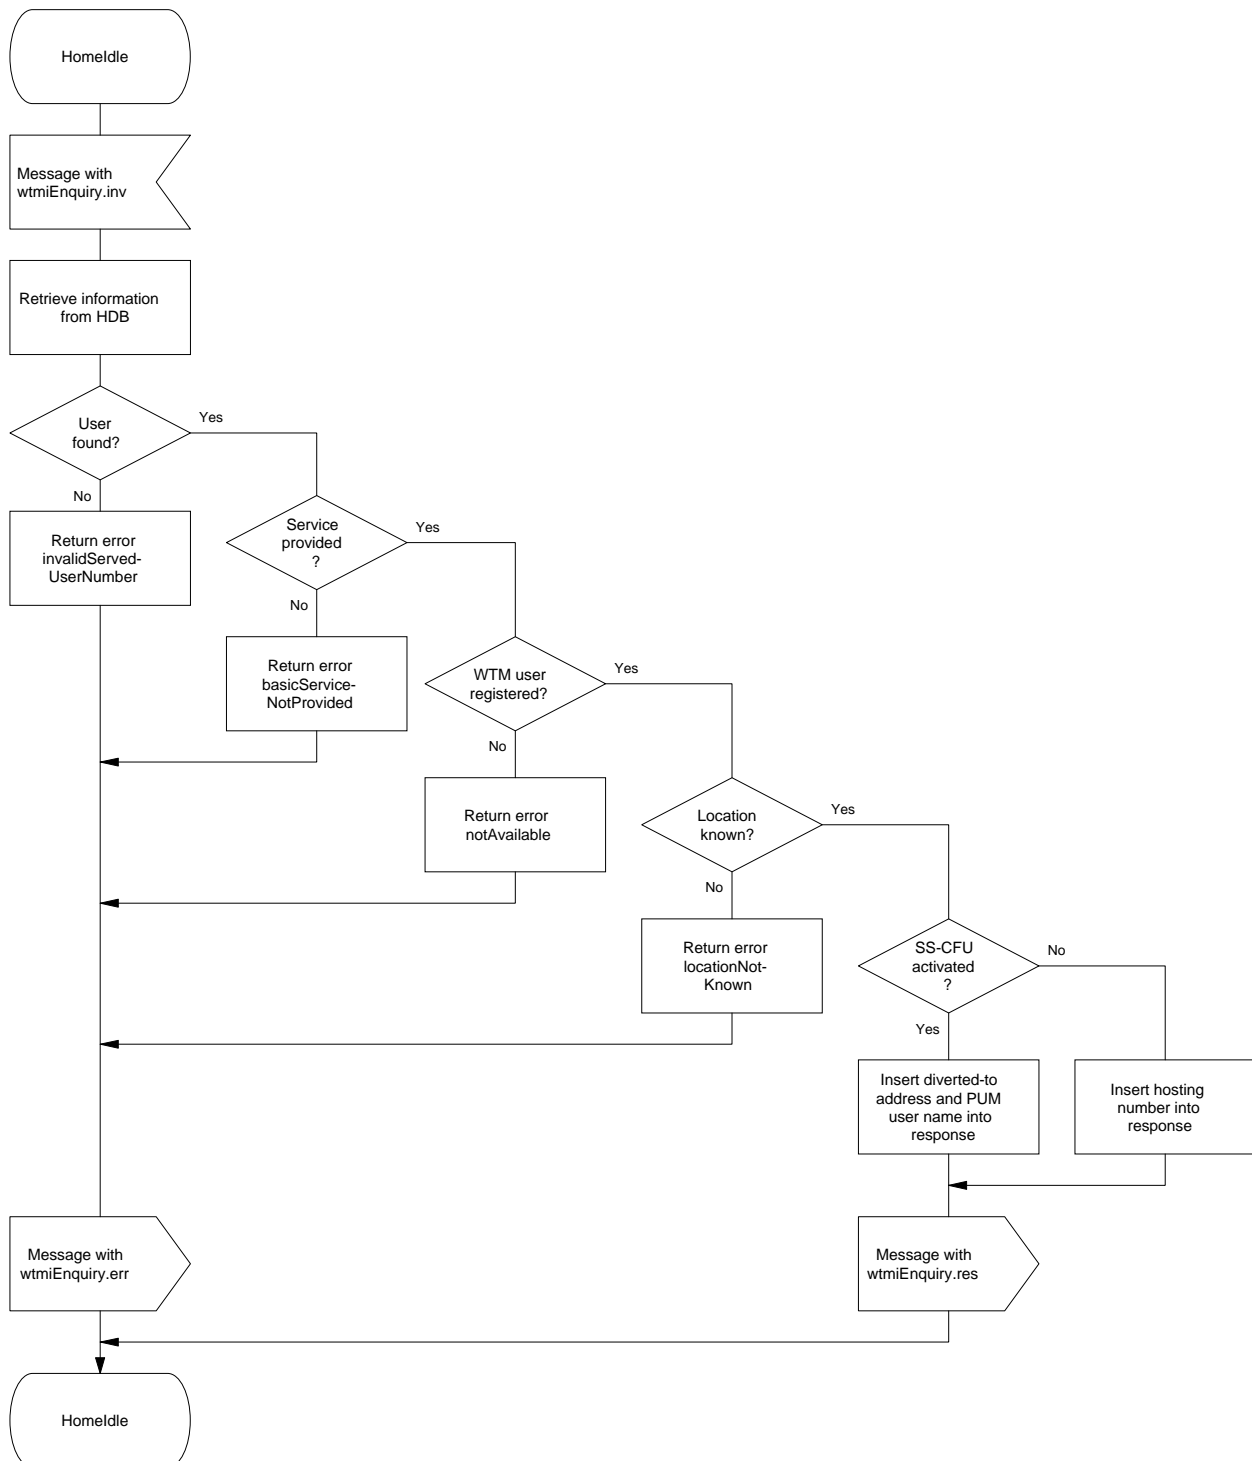 HomeIdle
Message with
wtmiEnquiry.inv
Retrieve information
from HDB
User
found?
Yes
No
Return error
invalidServed-
UserNumber
Service
provided
?
Yes
No
Return error
basicService-
NotProvided
WTM user
registered?
Yes
No
Return error
notAvailable
Location
known?
Yes
No
Return error
locationNot-
Known
SS-CFU
activated
?
No
Yes
Insert diverted-to
address and PUM
user name into
response
Insert hosting
number into
response
Message with
wtmiEnquiry.err
Message with
wtmiEnquiry.res
HomeIdle